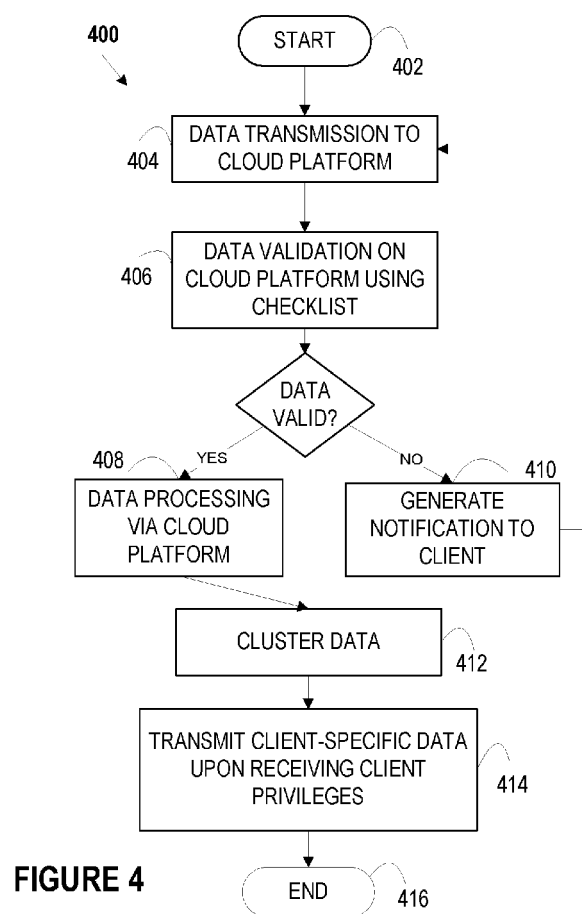 400
START
402
DATA TRANSMISSION TO
CLOUD PLATFORM
404
DATA VALIDATION ON
CLOUD PLATFORM USING
CHECKLIST
406
DATA
VALID?
YES
NO
408
410
DATA PROCESSING
VIA CLOUD
PLATFORM
GENERATE
NOTIFICATION TO
CLIENT
CLUSTER DATA
412
TRANSMIT CLIENT-SPECIFIC DATA
UPON RECEIVING CLIENT
PRIVILEGES
414
END
416
FIGURE 4